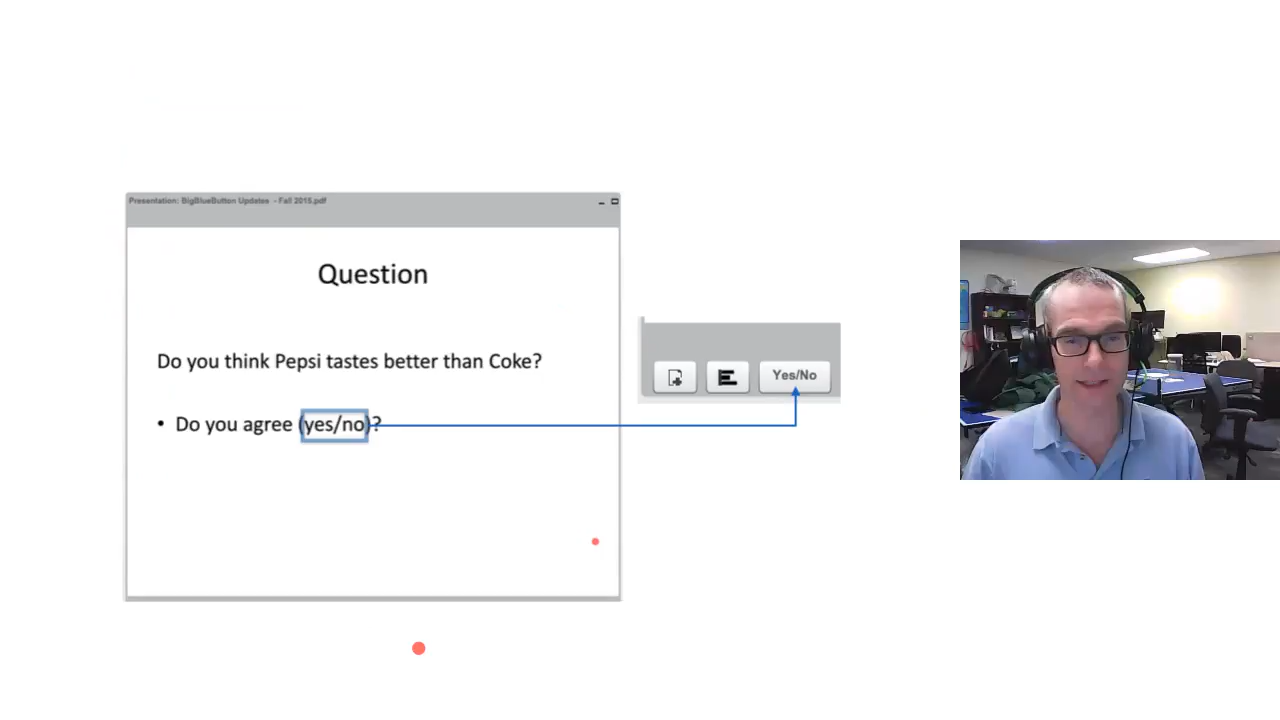 Presentation: BigBlueButton Updates - Fall 2015.pdf
Question
Do you think Pepsi tastes better than Coke?
• Do you agree (yes/no)?
Yes/No